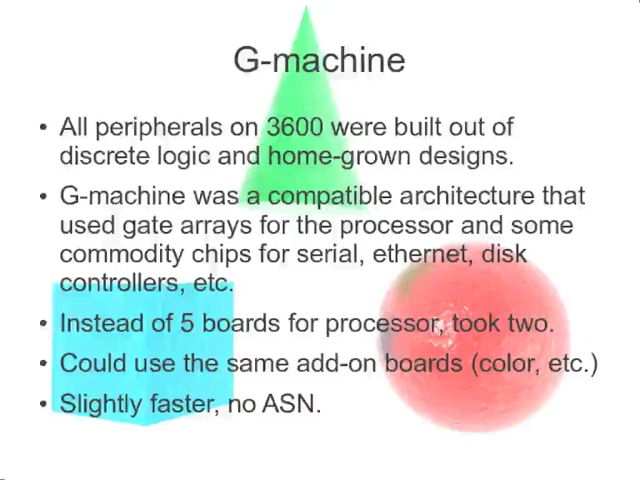 G-machine
• All peripherals on 3600 were built out of
discrete logic and home-grown designs.
• G-machine was a compatible architecture that
used gate arrays for the processor and some
commodity chips for serial, ethernet, disk
controllers, etc.
• Instead of 5 boards for processor, took two.
• Could use the same add-on boards (color, etc.)
• Slightly faster, no ASN.